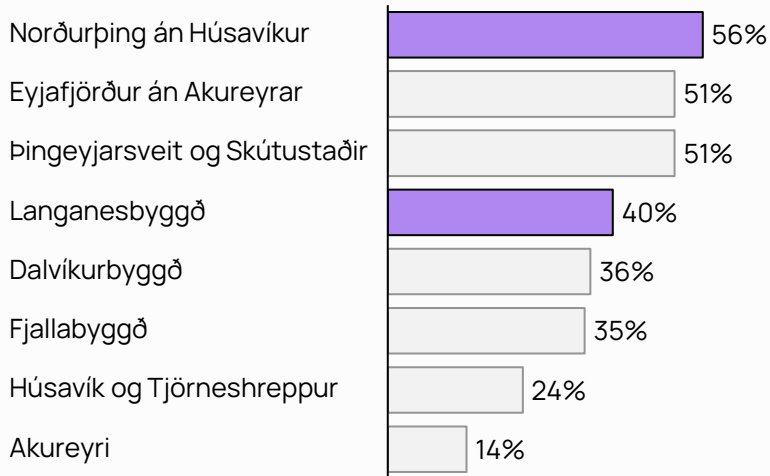 Norðurþing án Húsavíkur 56%
Eyjafjörður án Akureyrar 51%
Þingeyjarsveit og Skútustaðir 51%
Langanesbyggð 40%
Dalvíkurbyggð 36%
Fjallabyggð 35%
Húsavík og Tjörneshreppur 24%
Akureyri 14%